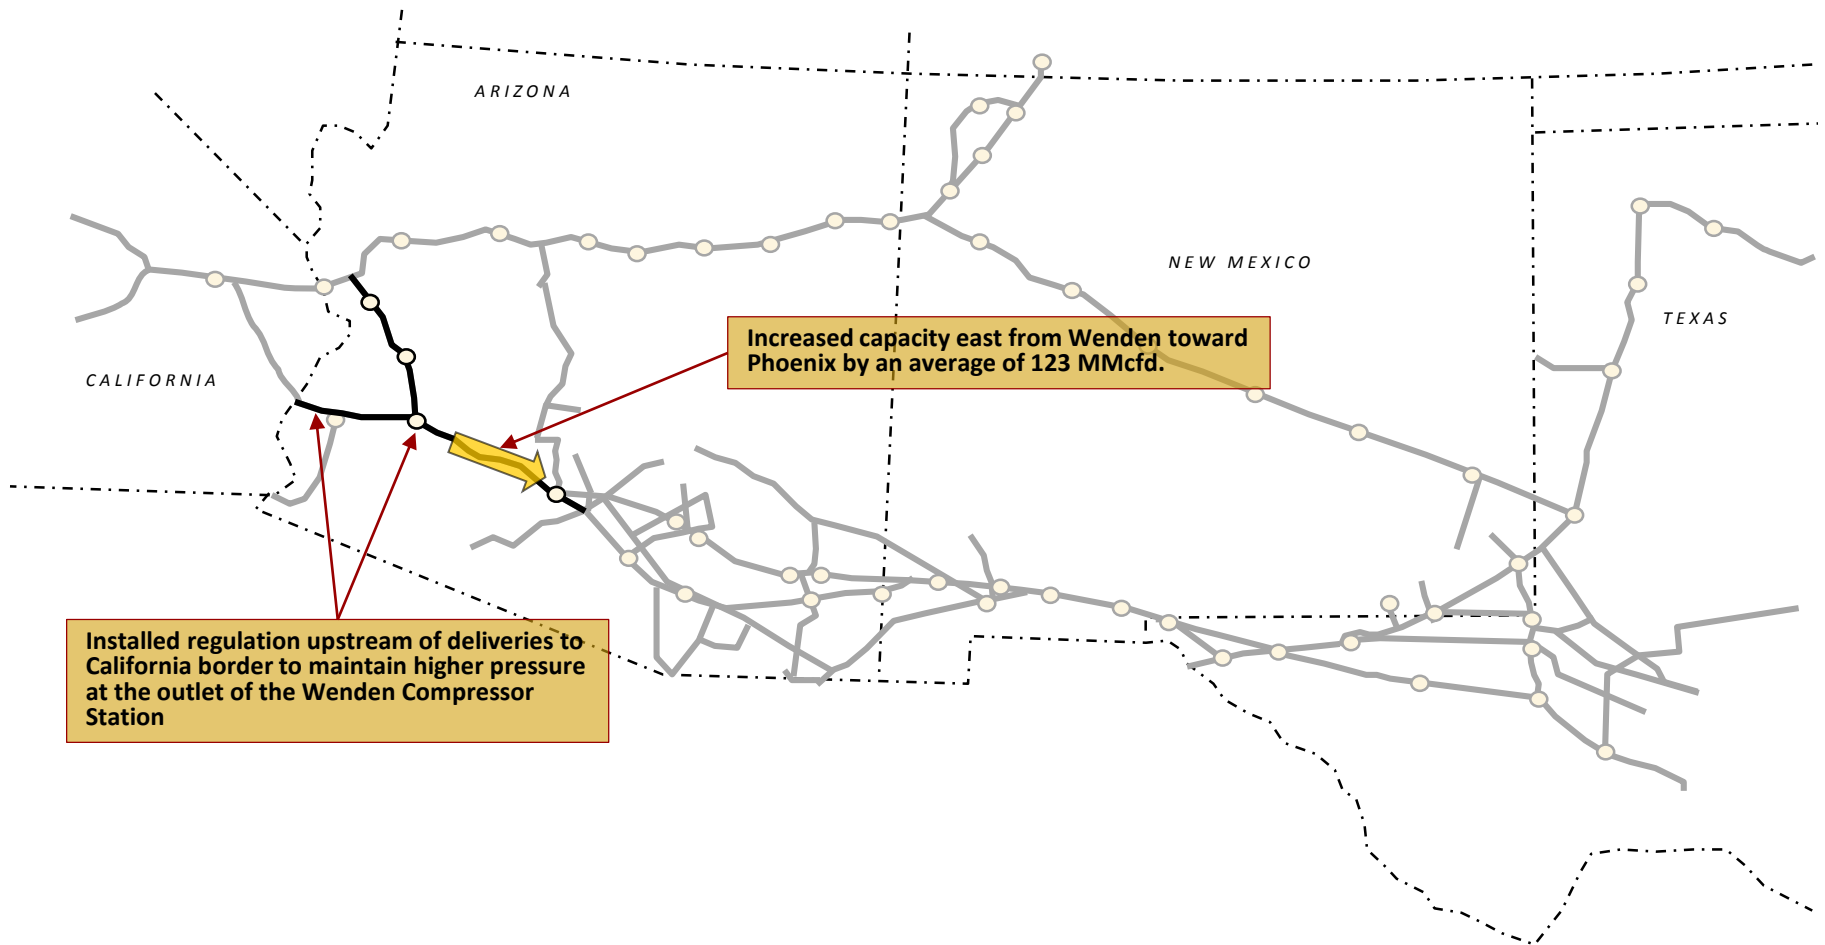 ARIZONA
NEW MEXICO
TEXAS
CALIFORNIA
Increased capacity east from Wenden toward
Phoenix by an average of 123 MMcfd.
Installed regulation upstream of deliveries to
California border to maintain higher pressure
at the outlet of the Wenden Compressor
Station